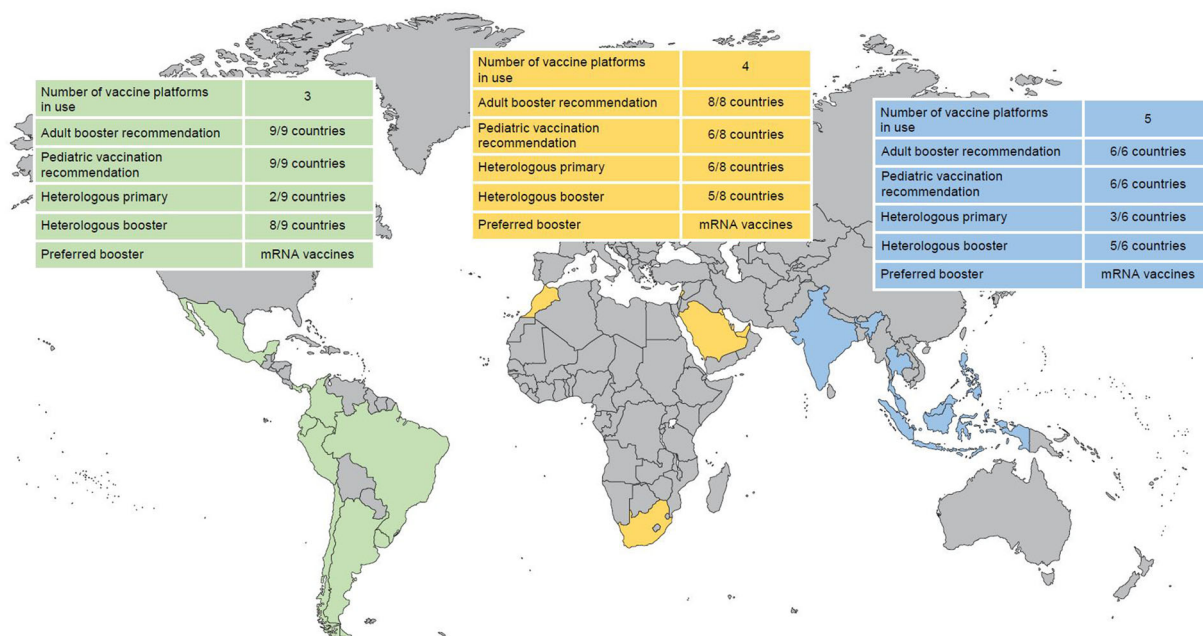 Number of vaccine platforms
in use
3
Adult booster recommendation
9/9 countries
Pediatric vaccination
recommendation
9/9 countries
Heterologous primary
2/9 countries
Heterologous booster
8/9 countries
Preferred booster
mRNA vaccines
Number of vaccine platforms
in use
4
Adult booster recommendation
8/8 countries
Pediatric vaccination
recommendation
6/8 countries
Heterologous primary
6/8 countries
Heterologous booster
5/8 countries
Preferred booster
mRNA vaccines
Number of vaccine platforms
in use
5
Adult booster recommendation
6/6 countries
Pediatric vaccination
recommendation
6/6 countries
Heterologous primary
3/6 countries
Heterologous booster
5/6 countries
Preferred booster
mRNA vaccines